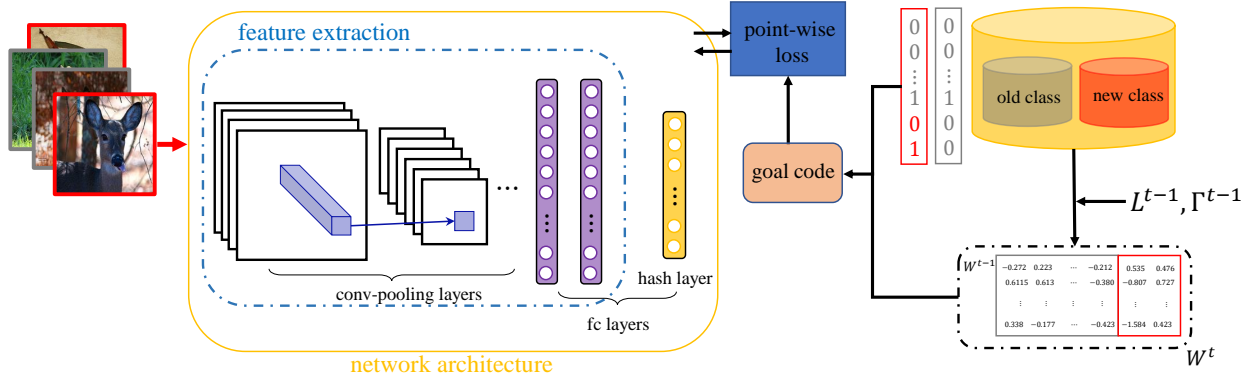 feature extraction
...
conv-pooling layers
hash layer
fc layers
network architecture
point-wise
loss
goal code
0 0
0 0
⋮ ⋮
1 1
0 0
1 0
old class
new class
L^{t−1}, Γ^{t−1}
W^{t−1}
−0.272 0.223 ⋯ −0.212 0.535 0.476
0.6115 0.613 ⋯ −0.380 −0.807 0.727
⋮ ⋮ ⋮ ⋮ ⋮
0.338 −0.177 ⋯ −0.423 −1.584 0.423
W^t